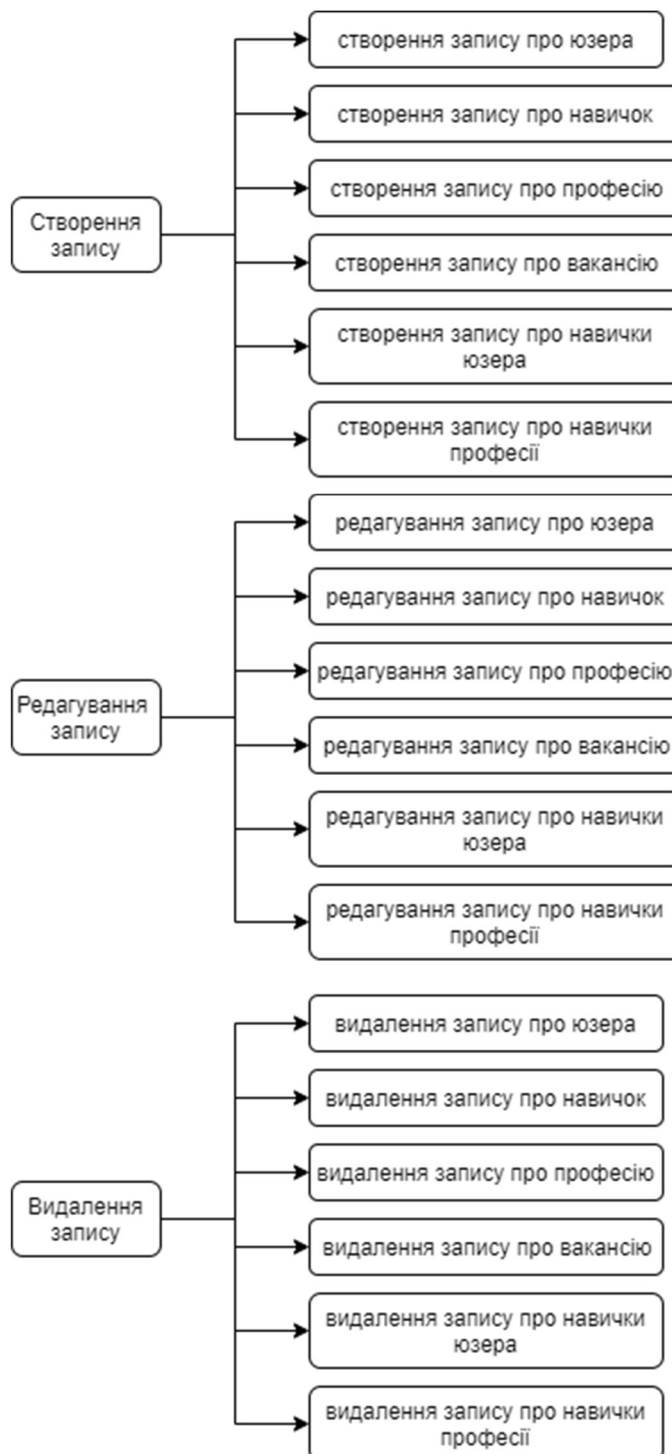 створення запису про юзера
створення запису про навичок
створення запису про професію
Створення
запису
створення запису про вакансію
створення запису про навички
юзера
створення запису про навички
професії
редагування запису про юзера
редагування запису про навичок
редагування запису про професію
Редагування
запису
редагування запису про вакансію
редагування запису про навички
юзера
редагування запису про навички
професії
видалення запису про юзера
видалення запису про навичок
видалення запису про професію
Видалення
запису
видалення запису про вакансію
видалення запису про навички
юзера
видалення запису про навички
професії